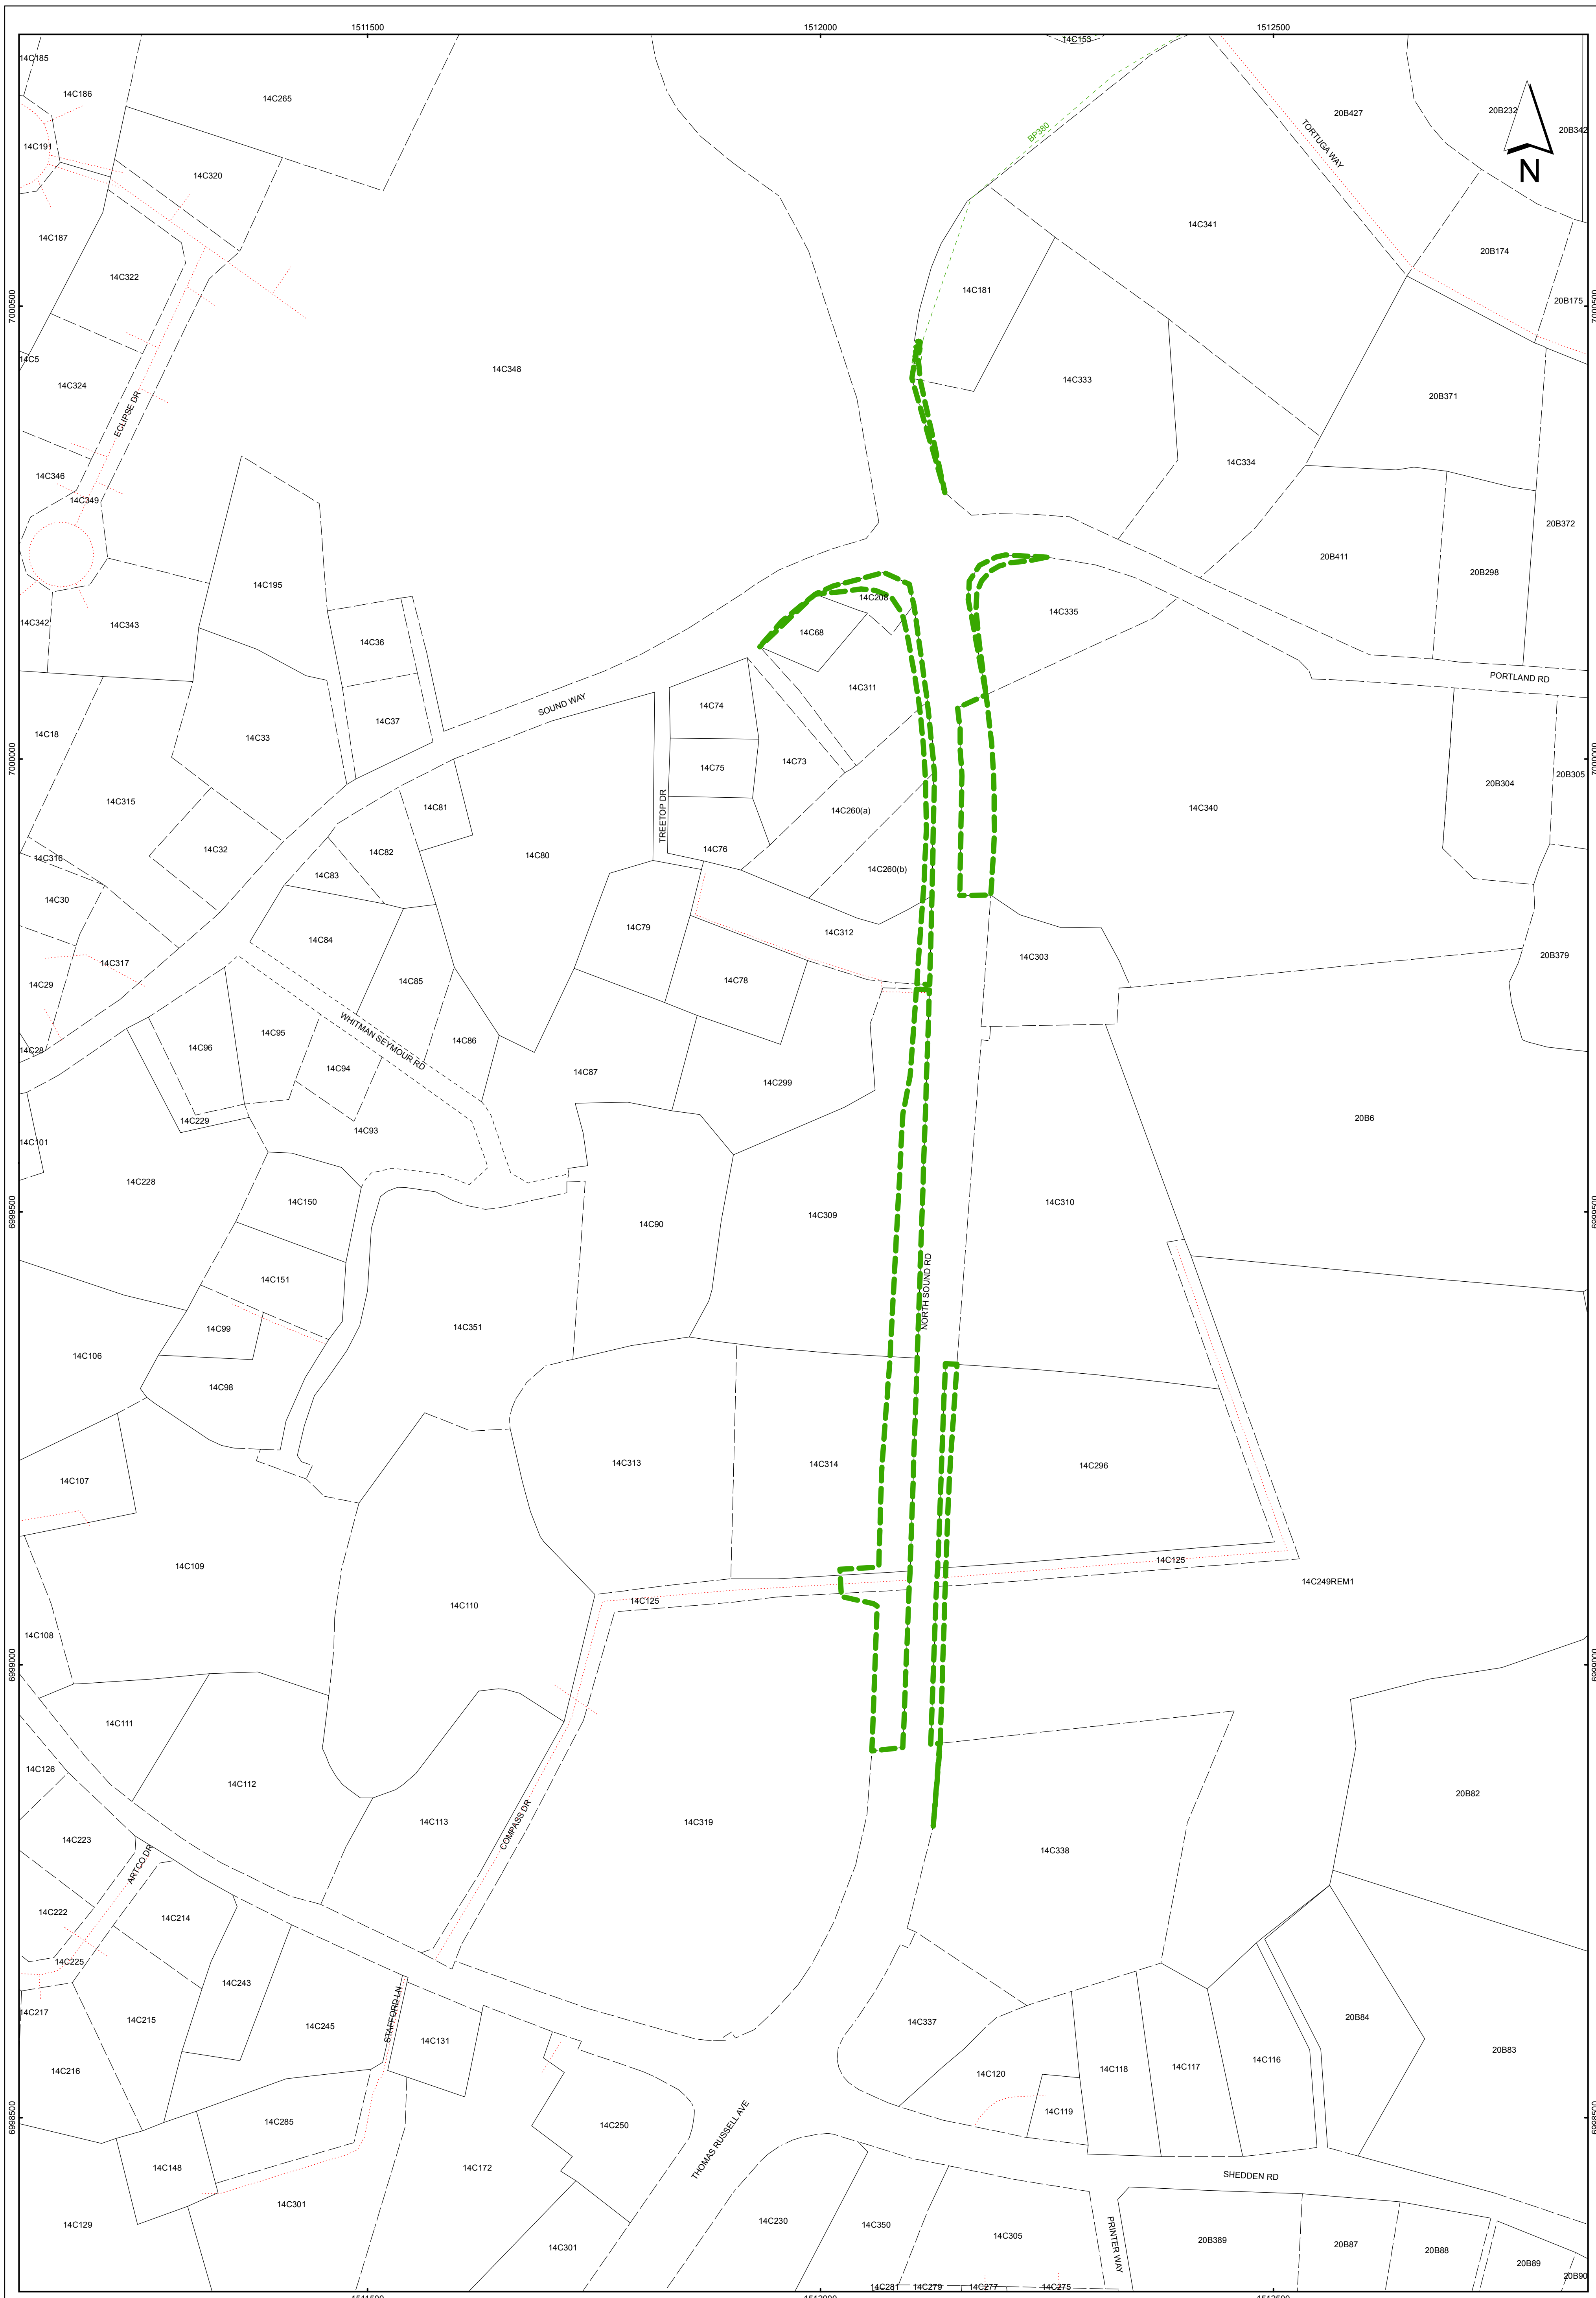 1511500
1512000
1512500
14C153
14C185
14C186
14C265
20B427
20B232
20B342
BP380
TORTUGA WAY
14C191
N
14C320
14C341
14C187
20B174
14C322
14C181
20B175
7000500
7000500
14C5
14C348
14C324
14C333
20B371
ECLIPSE DR
14C334
14C346
14C349
20B372
20B411
20B298
14C195
14C208
14C335
14C342
14C343
14C68
14C36
14C311
PORTLAND RD
SOUND WAY
14C74
14C37
14C18
14C33
7000000
7000000
14C73
14C75
20B305
20B304
14C315
14C81
TREETOP DR
14C260(a)
14C340
14C32
14C82
14C76
14C80
14C316
14C260(b)
14C83
14C30
14C79
14C312
14C84
14C303
20B379
14C317
14C78
14C29
14C85
14C95
WHITMAN SEYMOUR RD
14C86
14C96
14C28
14C94
14C87
14C299
14C229
14C93
20B6
14C101
14C228
14C150
14C310
6999500
6999500
14C90
14C309
14C151
NORTH SOUND RD
14C99
14C351
14C106
14C98
14C313
14C314
14C296
14C107
14C109
14C125
14C249REM1
14C125
14C110
14C108
6999000
6999000
14C111
14C126
14C112
14C113
COMPASS DR
14C319
20B82
14C223
14C338
ARTCO DR
14C222
14C214
14C225
14C243
14C217
14C215
14C245
STAFFORD LN
14C131
14C337
20B84
20B83
14C216
14C120
14C118
14C117
14C116
14C119
14C285
14C250
6998500
6998500
THOMAS RUSSELL AVE
14C148
14C172
SHEDDEN RD
14C301
14C129
14C230
14C350
14C305
PRINTER WAY
20B389
20B87
20B88
14C301
20B89
20B90
14C281
14C279
14C277
14C275
1511500
1512000
1512500